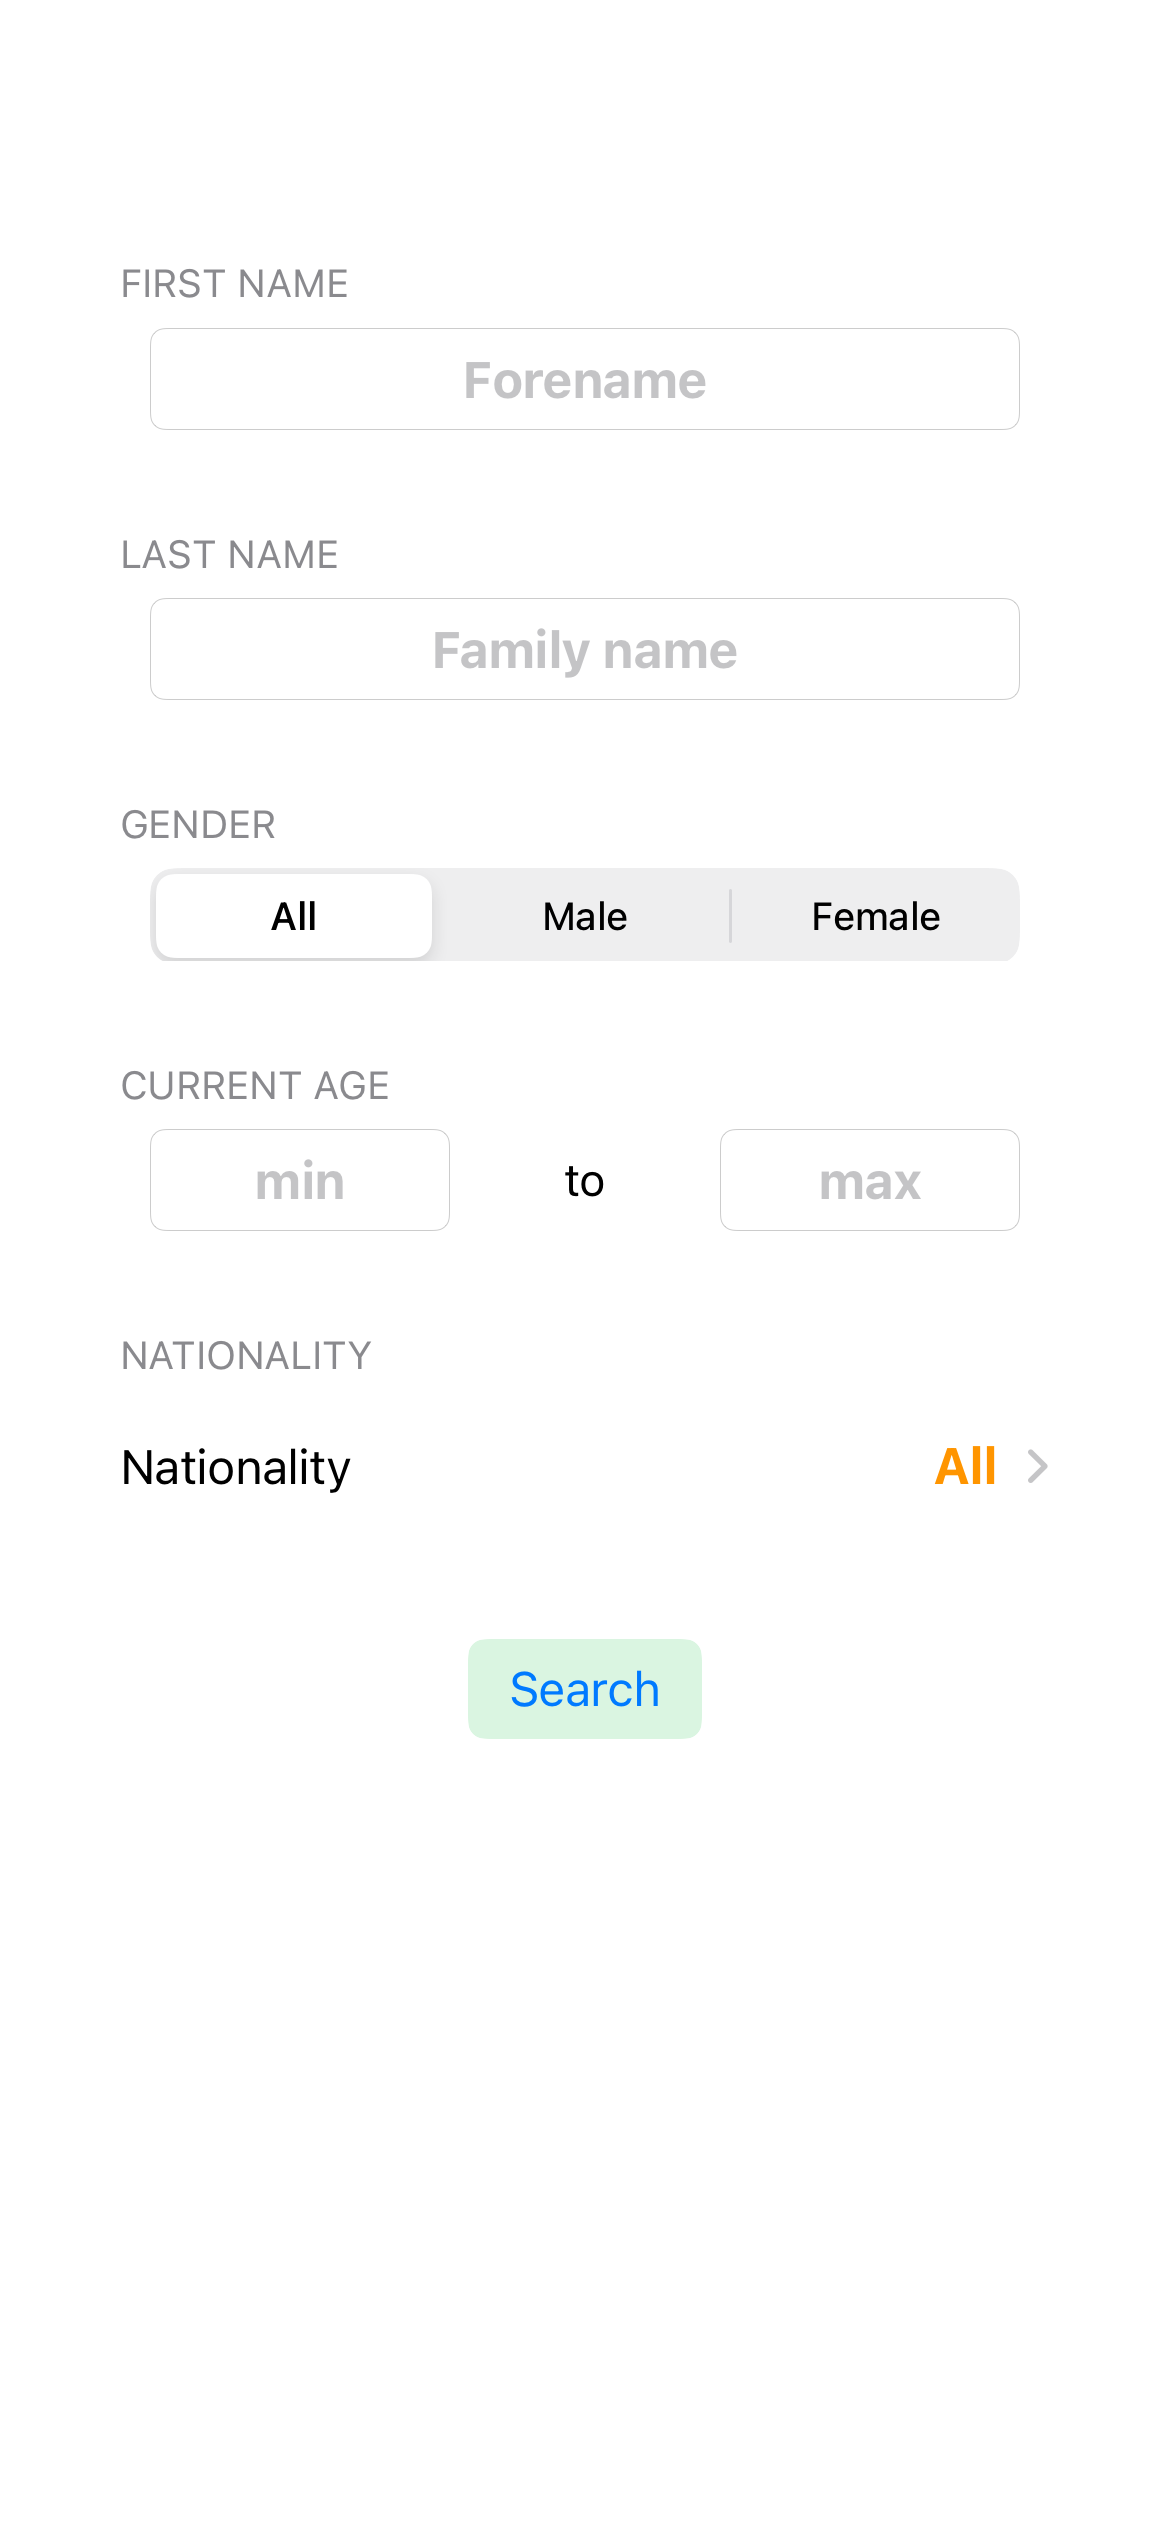 FIRST NAME
Forename
LAST NAME
Family name
GENDER
All Male Female
CURRENT AGE
min to max
NATIONALITY
Nationality All
Search